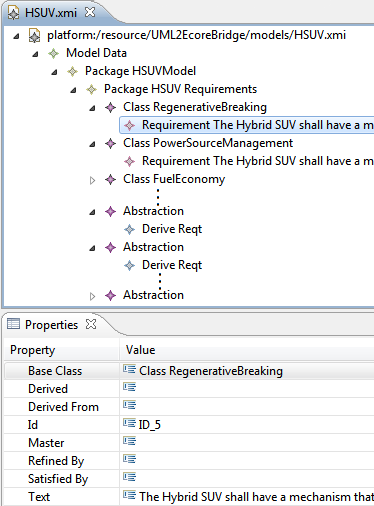 HSUV.xmi
platform:/resource/UML2EcoreBridge/models/HSUV.xmi
Model Data
Package HSUVModel
Package HSUV Requirements
Class RegenerativeBreaking
Requirement The Hybrid SUV shall have a m
Class PowerSourceManagement
Requirement The Hybrid SUV shall have a m
Class FuelEconomy
Abstraction
Derive Reqt
Abstraction
Derive Reqt
Abstraction
Properties
Property Value
Base Class Class RegenerativeBreaking
Derived
Derived From
Id ID_5
Master
Refined By
Satisfied By
Text The Hybrid SUV shall have a mechanism that